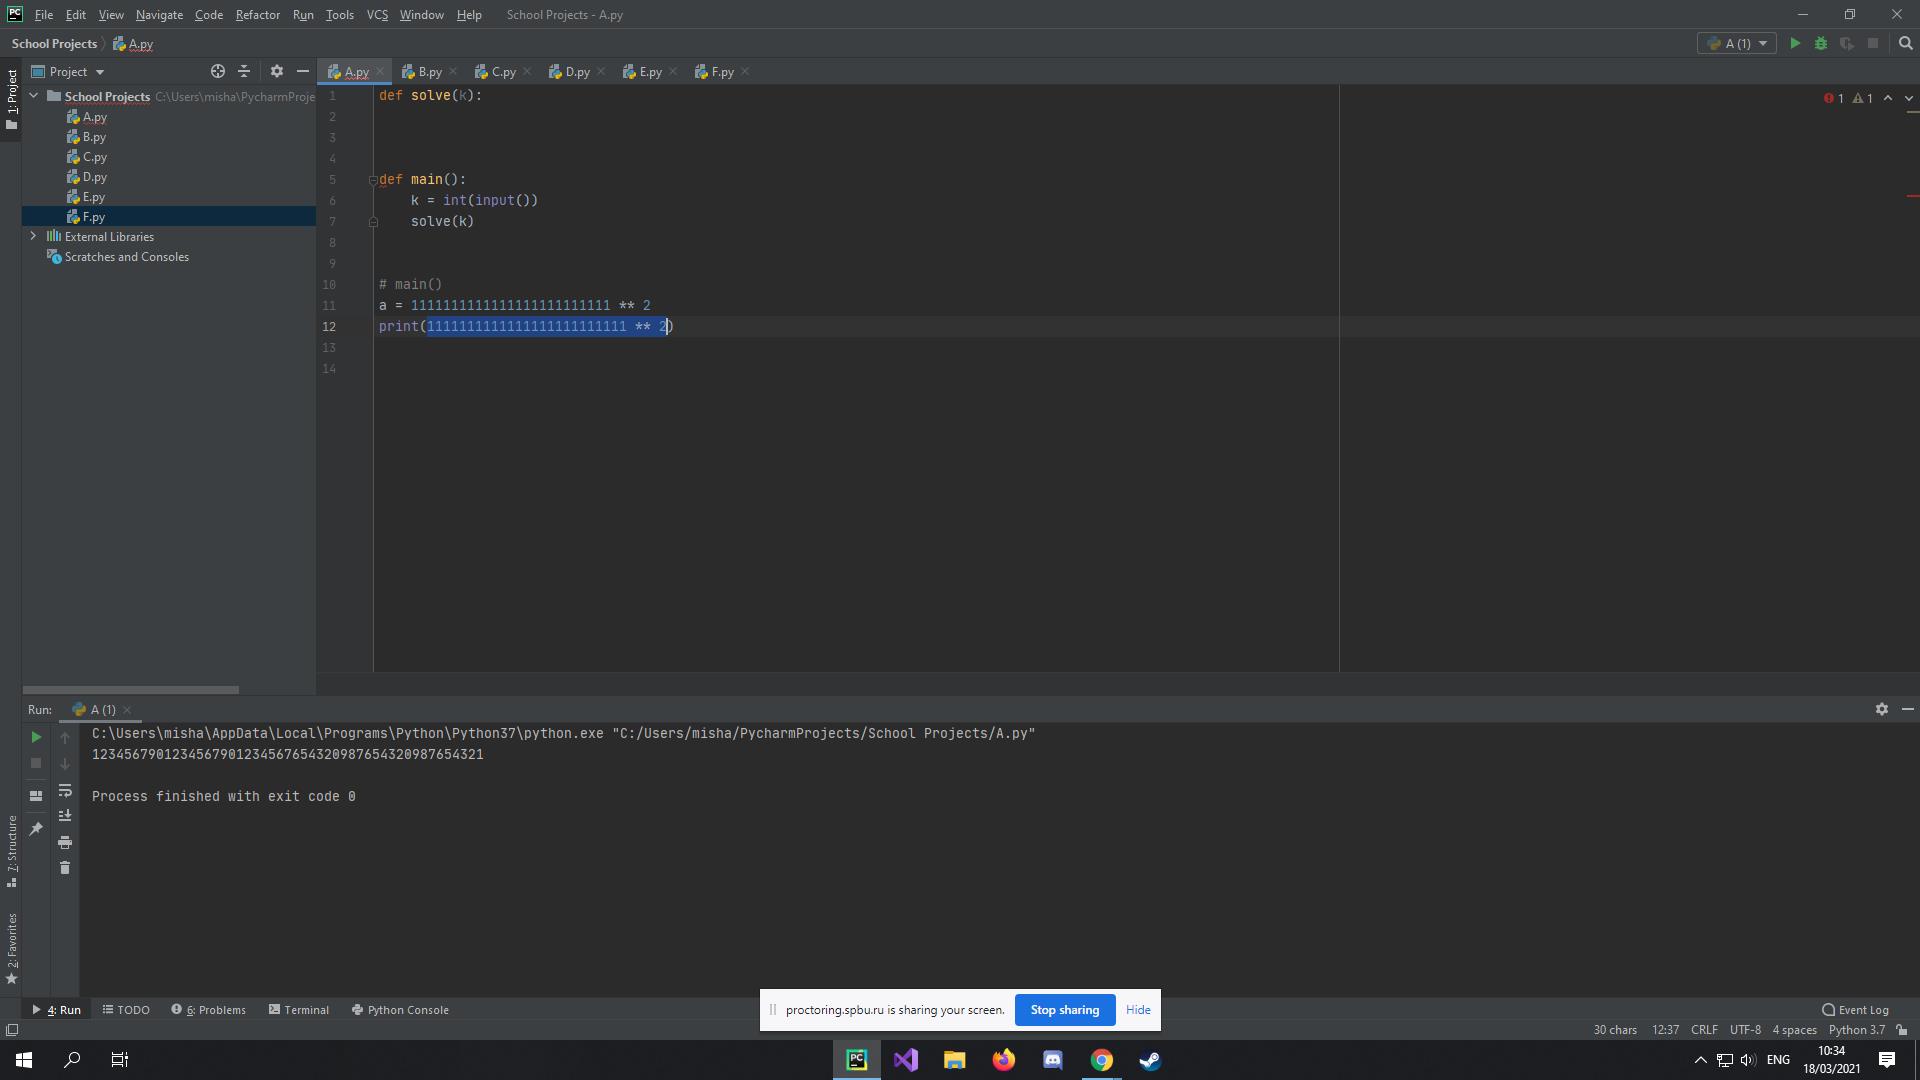 PC File Edit View Navigate Code Refactor Run Tools VCS Window Help School Projects - A.py
School Projects A.py A (1)
1: Project
Project
A.py B.py C.py D.py E.py F.py
School Projects C:\Users\misha\PycharmProje
A.py
B.py
C.py
D.py
E.py
F.py
External Libraries
Scratches and Consoles
1 def solve(k):
2
3
4
5 def main():
6 k = int(input())
7 solve(k)
8
9
10 # main()
11 a = 1111111111111111111111111 ** 2
12 print(1111111111111111111111111 ** 2)
13
14
1 1
Run: A (1)
C:\Users\misha\AppData\Local\Programs\Python\Python37\python.exe "C:/Users/misha/PycharmProjects/School Projects/A.py"
1234567901234567901234567654320987654320987654321
Process finished with exit code 0
7: Structure
2: Favorites
4: Run TODO 6: Problems Terminal Python Console
proctoring.spbu.ru is sharing your screen. Stop sharing Hide
Event Log
30 chars 12:37 CRLF UTF-8 4 spaces Python 3.7
PC
ENG
10:34
18/03/2021